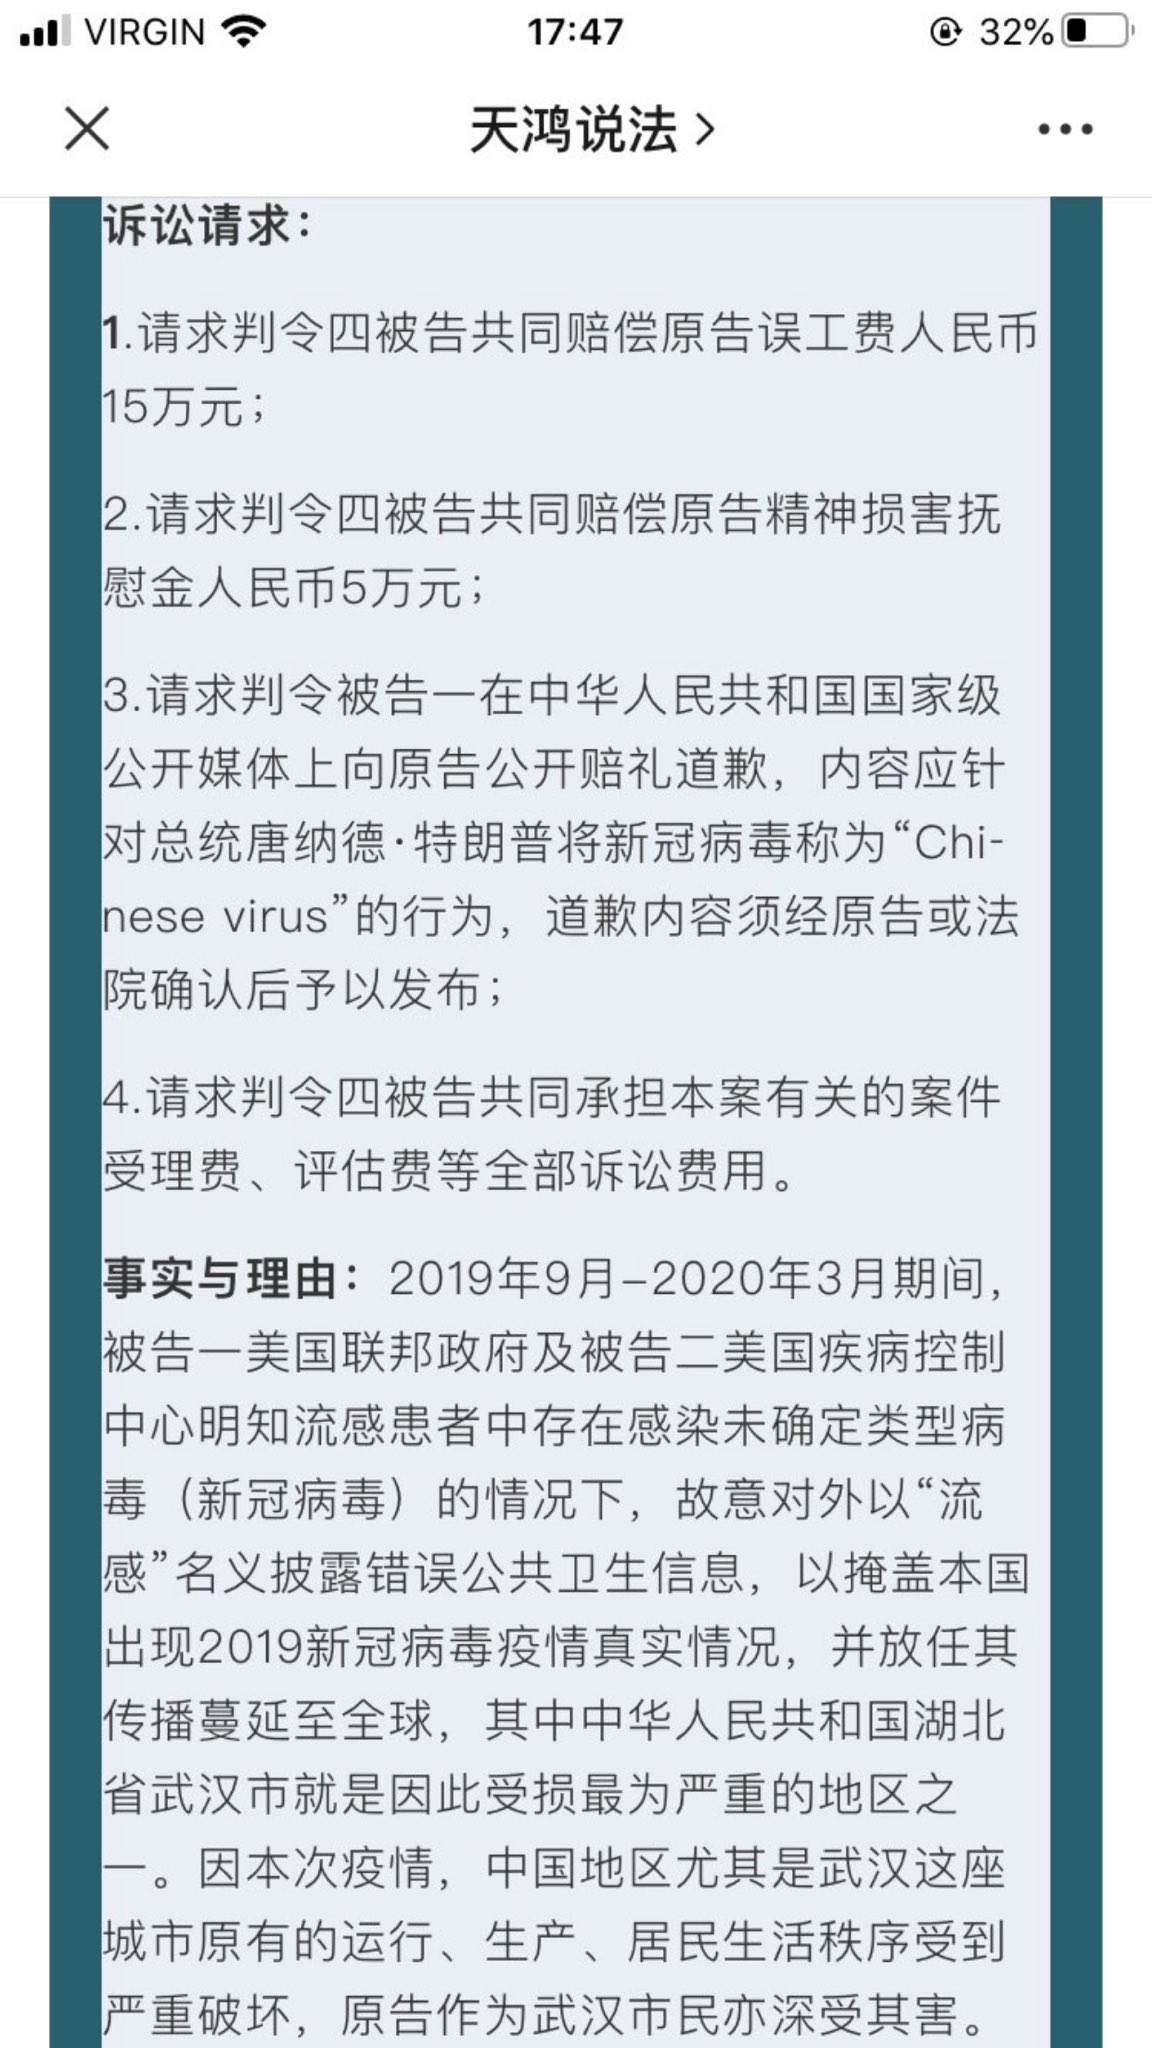 VIRGIN 17:47 32%
天鸿说法 >
诉讼请求：
1.请求判令四被告共同赔偿原告误工费人民币
15万元；
2.请求判令四被告共同赔偿原告精神损害抚
慰金人民币5万元；
3.请求判令被告一在中华人民共和国国家级
公开媒体上向原告公开赔礼道歉，内容应针
对总统唐纳德·特朗普将新冠病毒称为“Chi-
nese virus”的行为，道歉内容须经原告或法
院确认后予以发布；
4.请求判令四被告共同承担本案有关的案件
受理费、评估费等全部诉讼费用。
事实与理由：2019年9月-2020年3月期间，
被告一美国联邦政府及被告二美国疾病控制
中心明知流感患者中存在感染未确定类型病
毒（新冠病毒）的情况下，故意对外以“流
感”名义披露错误公共卫生信息，以掩盖本国
出现2019新冠病毒疫情真实情况，并放任其
传播蔓延至全球，其中中华人民共和国湖北
省武汉市就是因此受损最为严重的地区之
一。因本次疫情，中国地区尤其是武汉这座
城市原有的运行、生产、居民生活秩序受到
严重破坏，原告作为武汉市民亦深受其害。